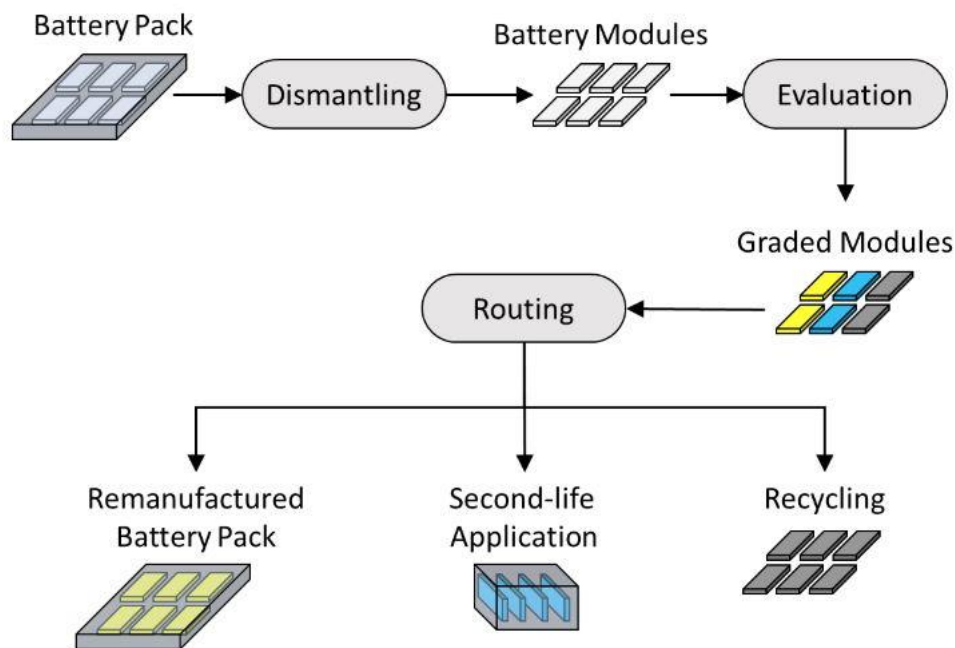 Battery Pack
Dismantling
Battery Modules
Evaluation
Graded Modules
Routing
Remanufactured
Battery Pack
Second-life
Application
Recycling